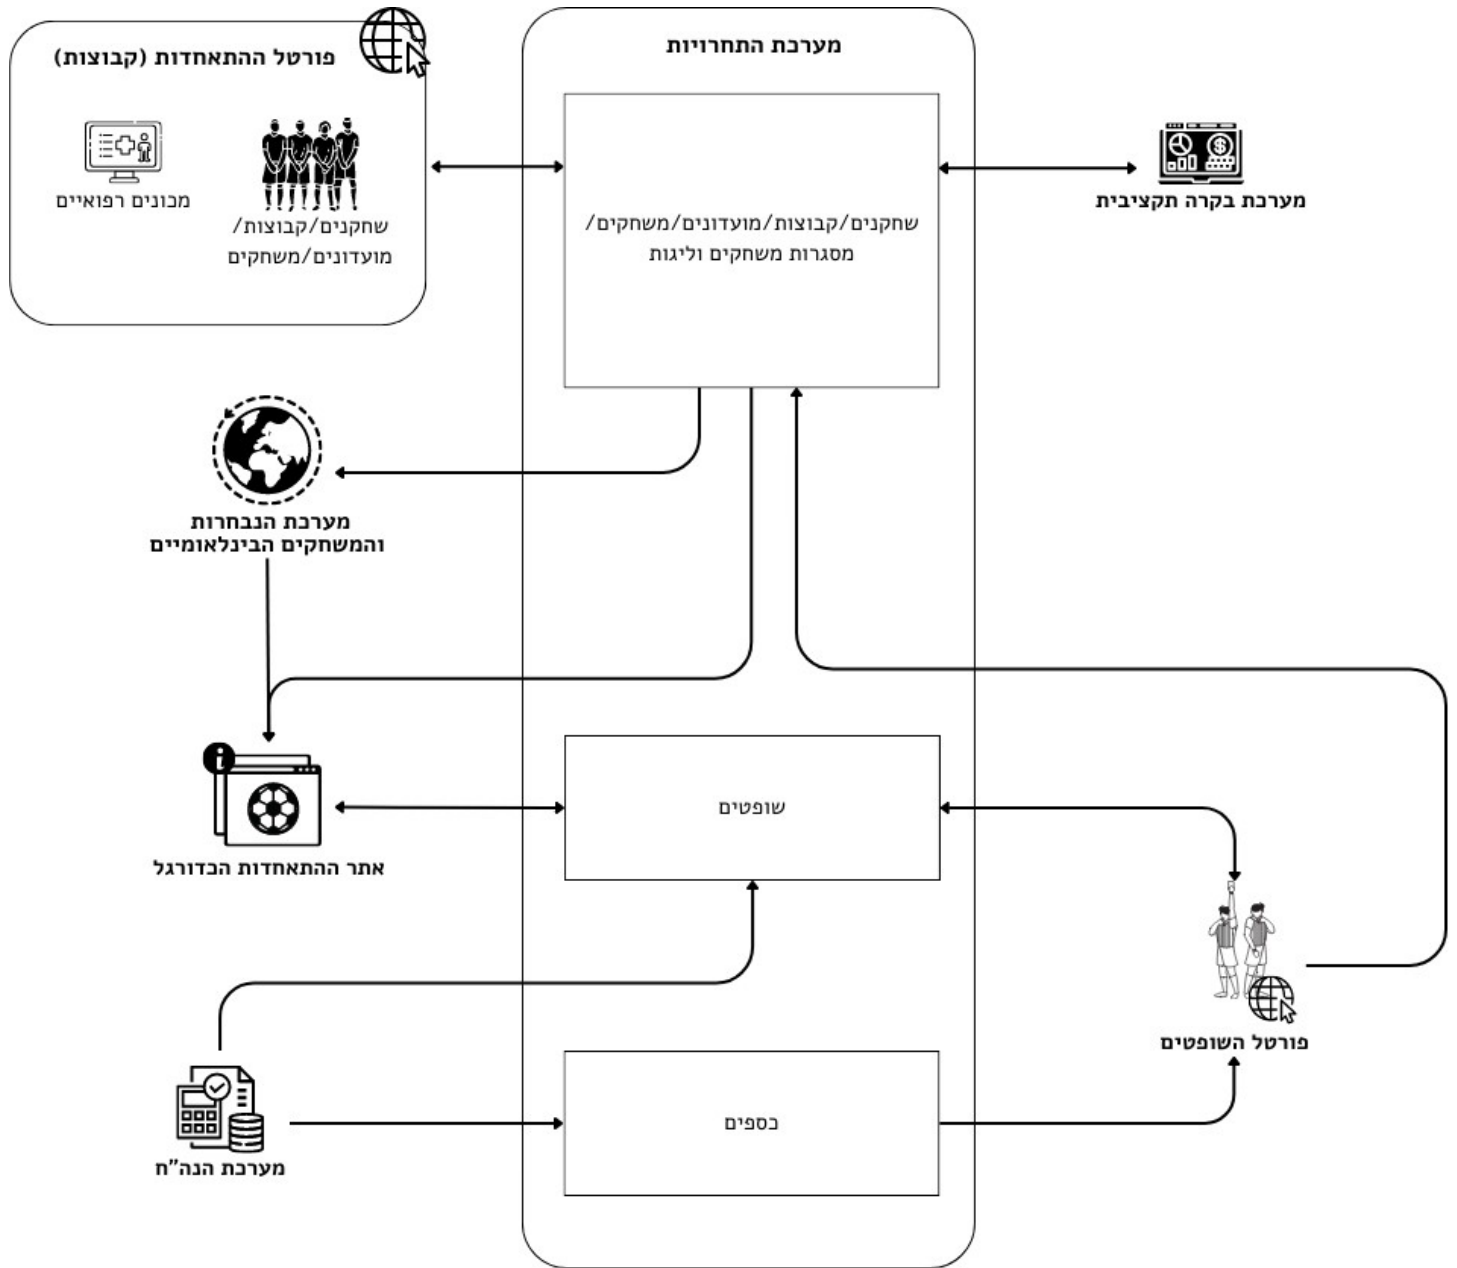 פורטל ההתאחדות (קבוצות)
מכונים רפואיים
שחקנים/קבוצות/
מועדונים/משחקים
מערכת התחרויות
שחקנים/קבוצות/מועדונים/משחקים/
מסגרות משחקים וליגות
מערכת בקרה תקציבית
מערכת הנבחרות
והמשחקים הבינלאומיים
אתר ההתאחדות הכדורגל
שופטים
פורטל השופטים
מערכת הנה"ח
כספים